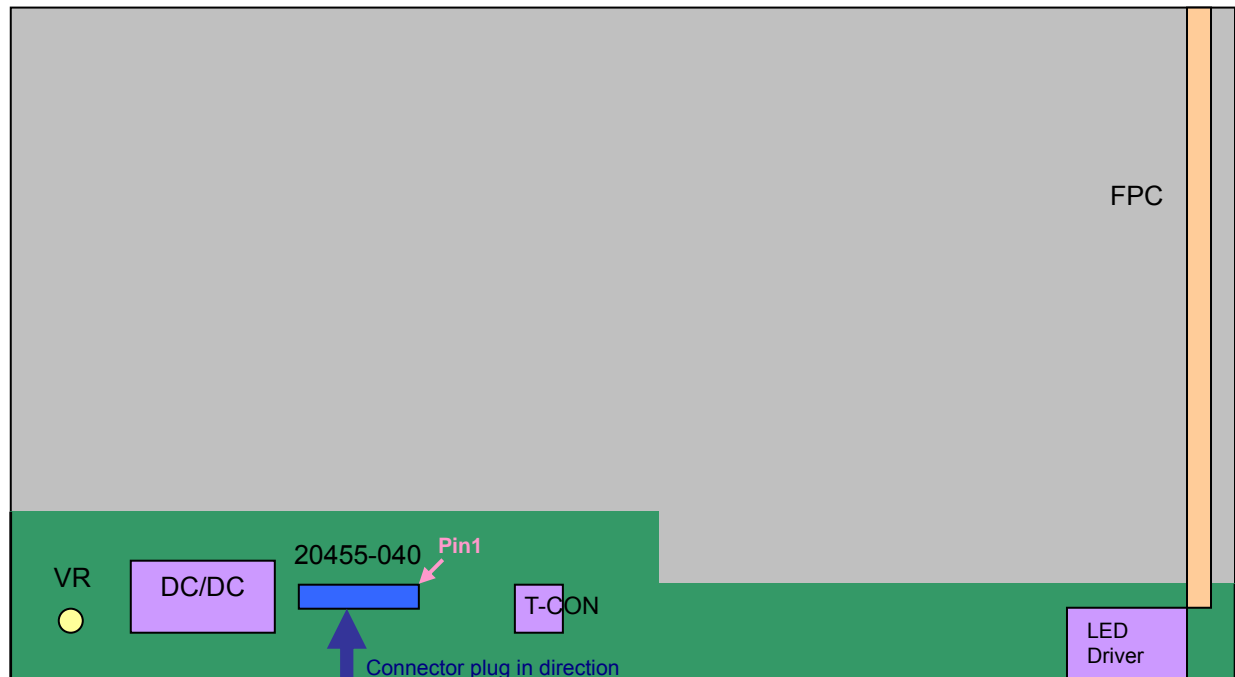 FPC
20455-040
Pin1
VR
DC/DC
T-CON
LED
Driver
Connector plug in direction